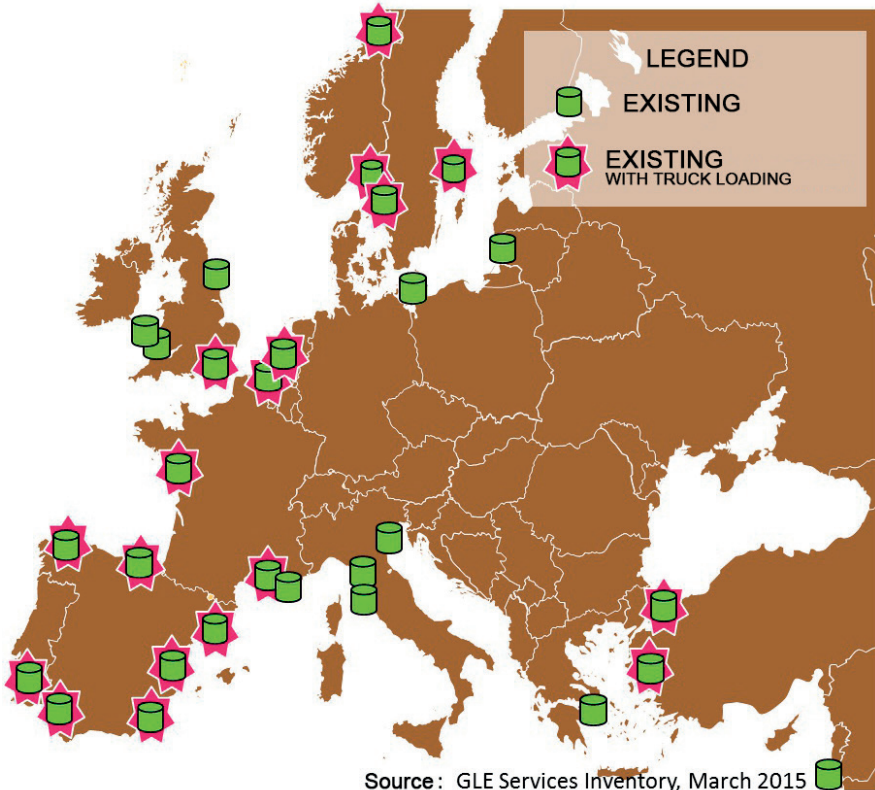 LEGEND
EXISTING
EXISTING
WITH TRUCK LOADING
Source: GLE Services Inventory, March 2015